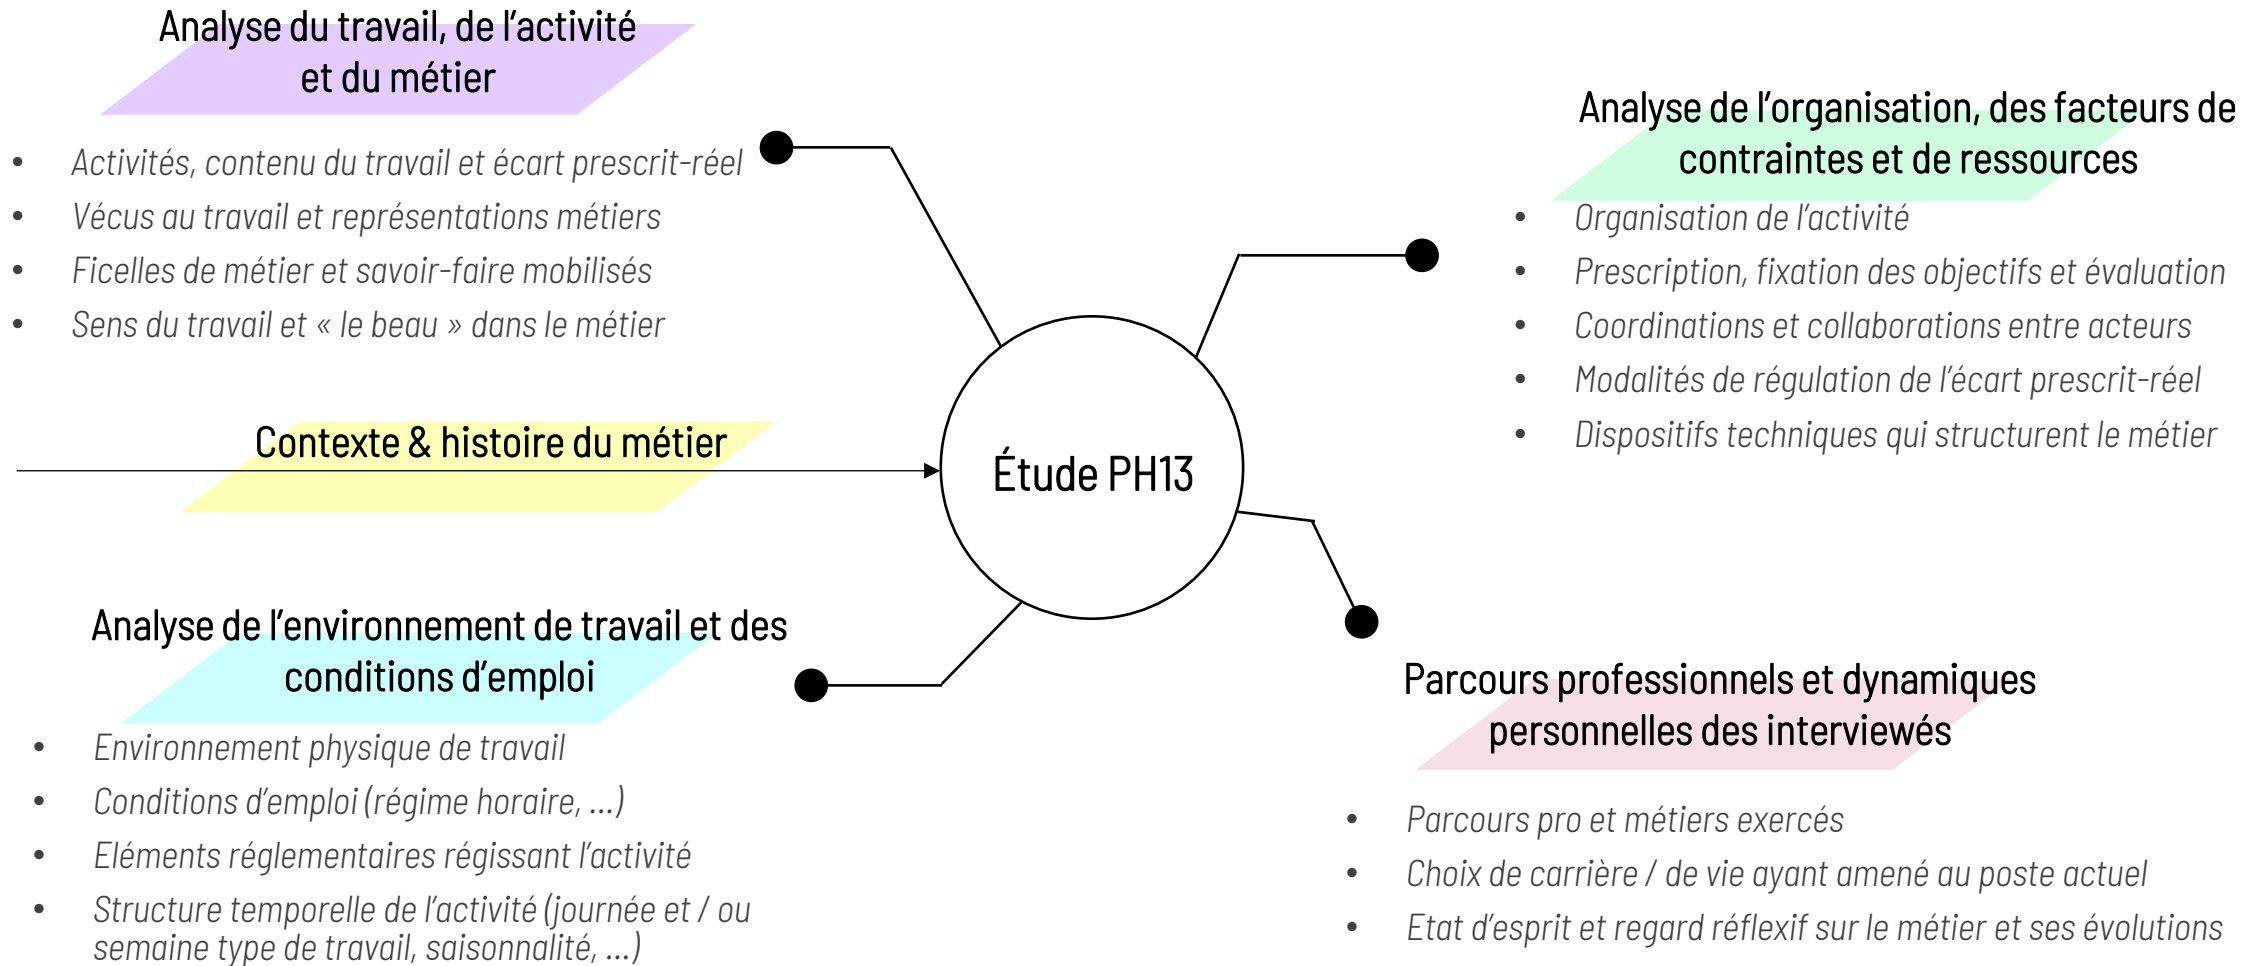 Analyse du travail, de l’activité
et du métier
• Activités, contenu du travail et écart prescrit-réel
• Vécus au travail et représentations métiers
• Ficelles de métier et savoir-faire mobilisés
• Sens du travail et « le beau » dans le métier
Contexte & histoire du métier
Analyse de l’environnement de travail et des
conditions d’emploi
• Environnement physique de travail
• Conditions d’emploi (régime horaire, …)
• Eléments réglementaires régissant l’activité
• Structure temporelle de l’activité (journée et / ou
semaine type de travail, saisonnalité, …)
Étude PH13
Analyse de l’organisation, des facteurs de
contraintes et de ressources
• Organisation de l’activité
• Prescription, fixation des objectifs et évaluation
• Coordinations et collaborations entre acteurs
• Modalités de régulation de l’écart prescrit-réel
• Dispositifs techniques qui structurent le métier
Parcours professionnels et dynamiques
personnelles des interviewés
• Parcours pro et métiers exercés
• Choix de carrière / de vie ayant amené au poste actuel
• Etat d’esprit et regard réflexif sur le métier et ses évolutions